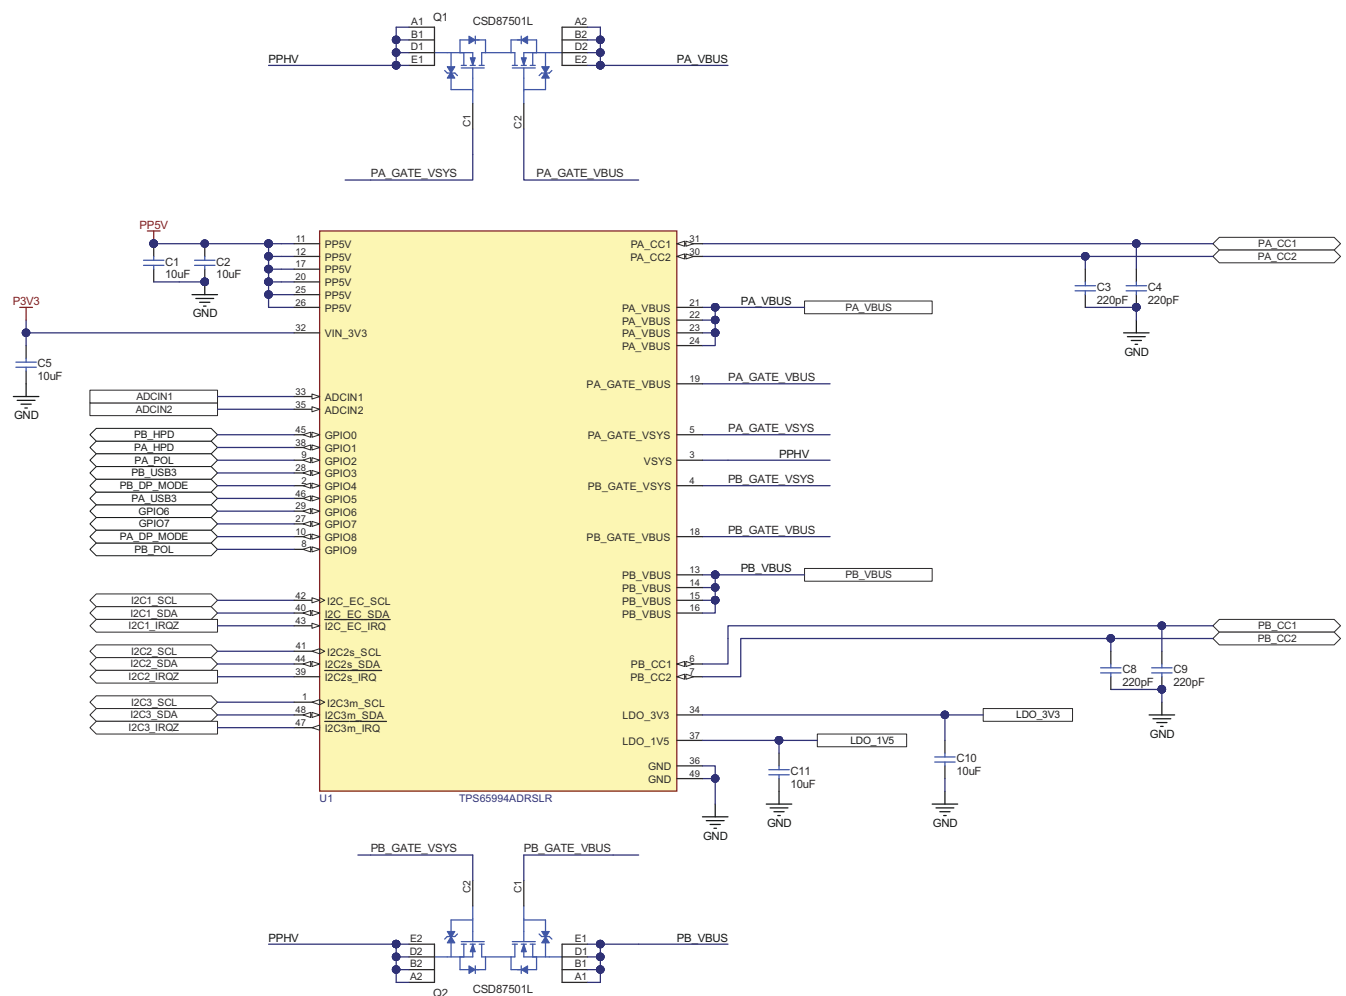 A1 Q1 CSD87501L A2
B1 B2
D1 D2
PPHV E1 E2 PA_VBUS
C1 C2
PA_GATE_VSYS PA_GATE_VBUS
PP5V
11 PP5V PA_CC1 31 PA_CC1
12 PP5V PA_CC2 30 PA_CC2
C1 10uF C2 10uF 17 PP5V
20 PP5V C3 220pF C4 220pF
25 PP5V
GND 26 PP5V PA_VBUS 21 PA_VBUS PA_VBUS
PA_VBUS 22
P3V3 32 VIN_3V3 PA_VBUS 23
PA_VBUS 24 GND
C5 10uF
GND
PA_GATE_VBUS 19 PA_GATE_VBUS
ADCIN1 33 ADCIN1
ADCIN2 35 ADCIN2
PB_HPD 45 GPIO0 PA_GATE_VSYS 5 PA_GATE_VSYS
PA_HPD 38 GPIO1
PA_POL 9 GPIO2 VSYS 3 PPHV
PB_USB3 28 GPIO3
PB_DP_MODE 2 GPIO4 PB_GATE_VSYS 4 PB_GATE_VSYS
PA_USB3 46 GPIO5
GPIO6 29 GPIO6
GPIO7 27 GPIO7
PA_DP_MODE 10 GPIO8 PB_GATE_VBUS 18 PB_GATE_VBUS
PB_POL 8 GPIO9
PB_VBUS 13 PB_VBUS PB_VBUS
PB_VBUS 14
I2C1_SCL 42 I2C_EC_SCL PB_VBUS 15
I2C1_SDA 40 I2C_EC_SDA PB_VBUS 16
I2C1_IRQZ 43 I2C_EC_IRQ PB_CC1
PB_CC2
I2C2_SCL 41 I2C2s_SCL
I2C2_SDA 44 I2C2s_SDA PB_CC1 6
I2C2_IRQZ 39 I2C2s_IRQ PB_CC2 7 C8 220pF C9 220pF
I2C3_SCL 1 I2C3m_SCL
I2C3_SDA 48 I2C3m_SDA LDO_3V3 34 LDO_3V3
I2C3_IRQZ 47 I2C3m_IRQ GND
LDO_1V5 37 LDO_1V5
C10 10uF
GND 36 C11 10uF
GND 49
U1 TPS65994ADRSLR
GND GND GND
PB_GATE_VSYS PB_GATE_VBUS
C2 C1
PPHV E2 E1 PB_VBUS
D2 D1
B2 B1
A2 A1
Q2 CSD87501L